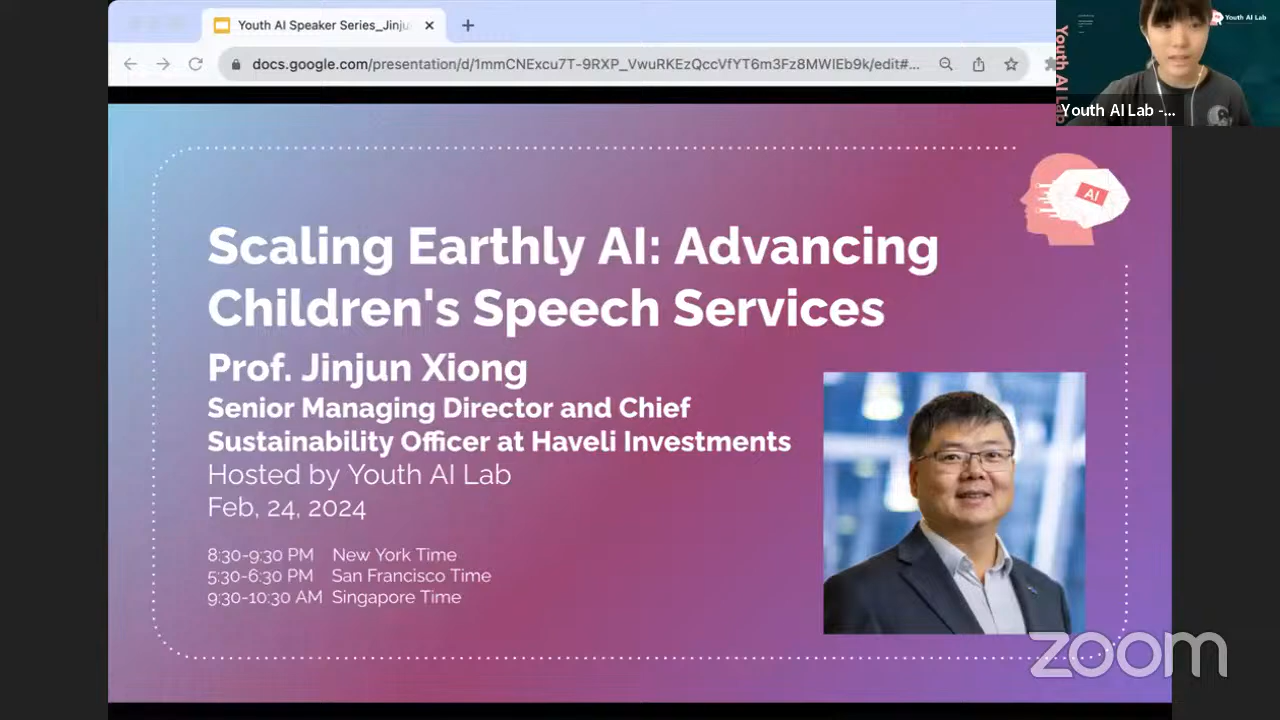 Youth AI Speaker Series_Jinju
docs.google.com/presentation/d/1mmCNExcu7T-9RXP_VwuRKEzQccVfYT6m3Fz8MWIEb9k/edit#...
Youth AI Lab
Youth AI Lab
Youth AI Lab -...
AI
Scaling Earthly AI: Advancing
Children's Speech Services
Prof. Jinjun Xiong
Senior Managing Director and Chief
Sustainability Officer at Haveli Investments
Hosted by Youth AI Lab
Feb, 24, 2024
8:30-9:30 PM New York Time
5:30-6:30 PM San Francisco Time
9:30-10:30 AM Singapore Time
zoom